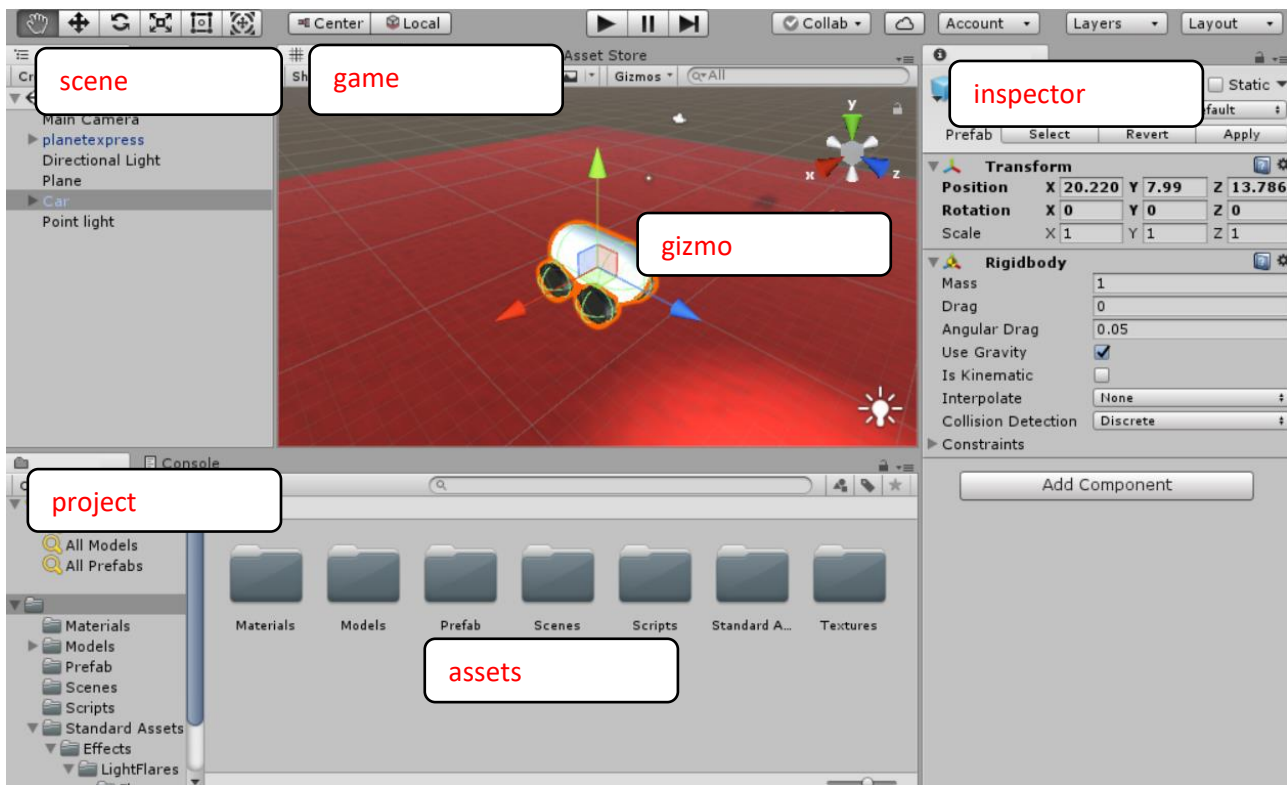 Center Local Collab Account Layers Layout
Asset Store
scene
game
inspector
Gizmos All
Static
Main Camera
planetexpress
Directional Light
Plane
Car
Point light
y
x
z
gizmo
Prefab Select Revert Apply
Transform
Position X 20.220 Y 7.99 Z 13.786
Rotation X 0 Y 0 Z 0
Scale X 1 Y 1 Z 1
Rigidbody
Mass 1
Drag 0
Angular Drag 0.05
Use Gravity
Is Kinematic
Interpolate None
Collision Detection Discrete
Constraints
Add Component
Console
project
All Models
All Prefabs
Materials
Models
Prefab
Scenes
Scripts
Standard Assets
Effects
LightFlares
Materials Models Prefab Scenes Scripts Standard A... Textures
assets